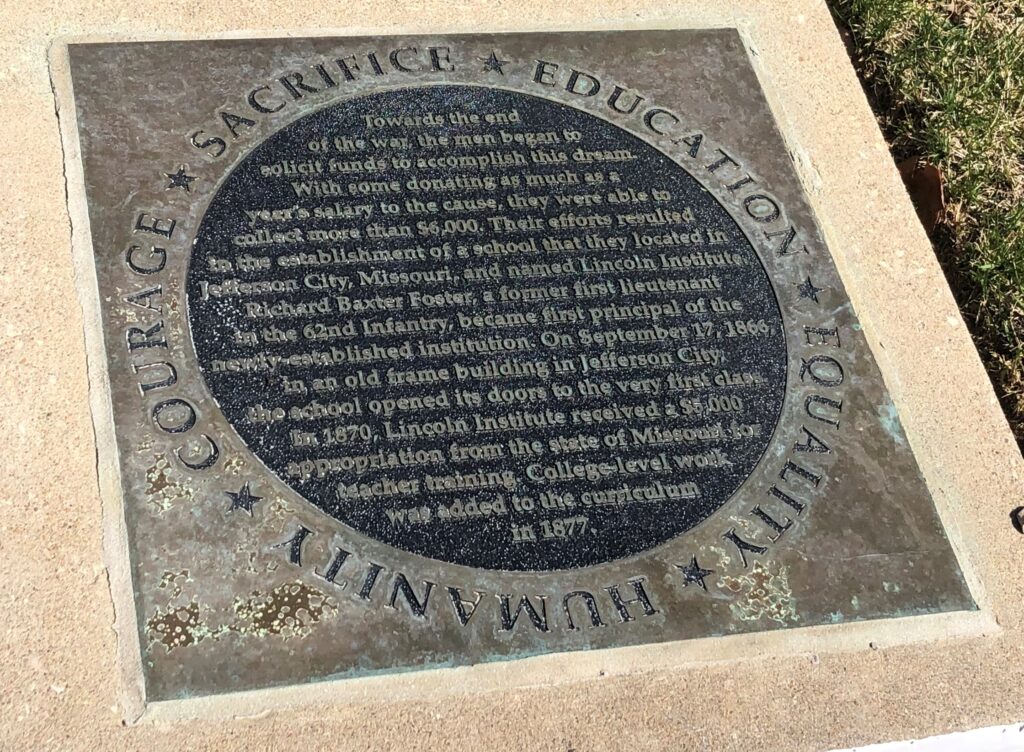 SACRIFICE ★ EDUCATION ★ EQUALITY ★ HUMANITY ★ COURAGE ★
Towards the end
of the war, the men began to
solicit funds to accomplish this dream.
With some donating as much as a
year's salary to the cause, they were able to
collect more than $6,000. Their efforts resulted
in the establishment of a school that they located in
Jefferson City, Missouri, and named Lincoln Institute.
Richard Baxter Foster, a former first lieutenant
in the 62nd Infantry, became first principal of the
newly-established institution. On September 17, 1866,
in an old frame building in Jefferson City,
the school opened its doors to the very first class.
In 1870, Lincoln Institute received a $5,000
appropriation from the state of Missouri for
teacher training. College-level work
was added to the curriculum
in 1877.